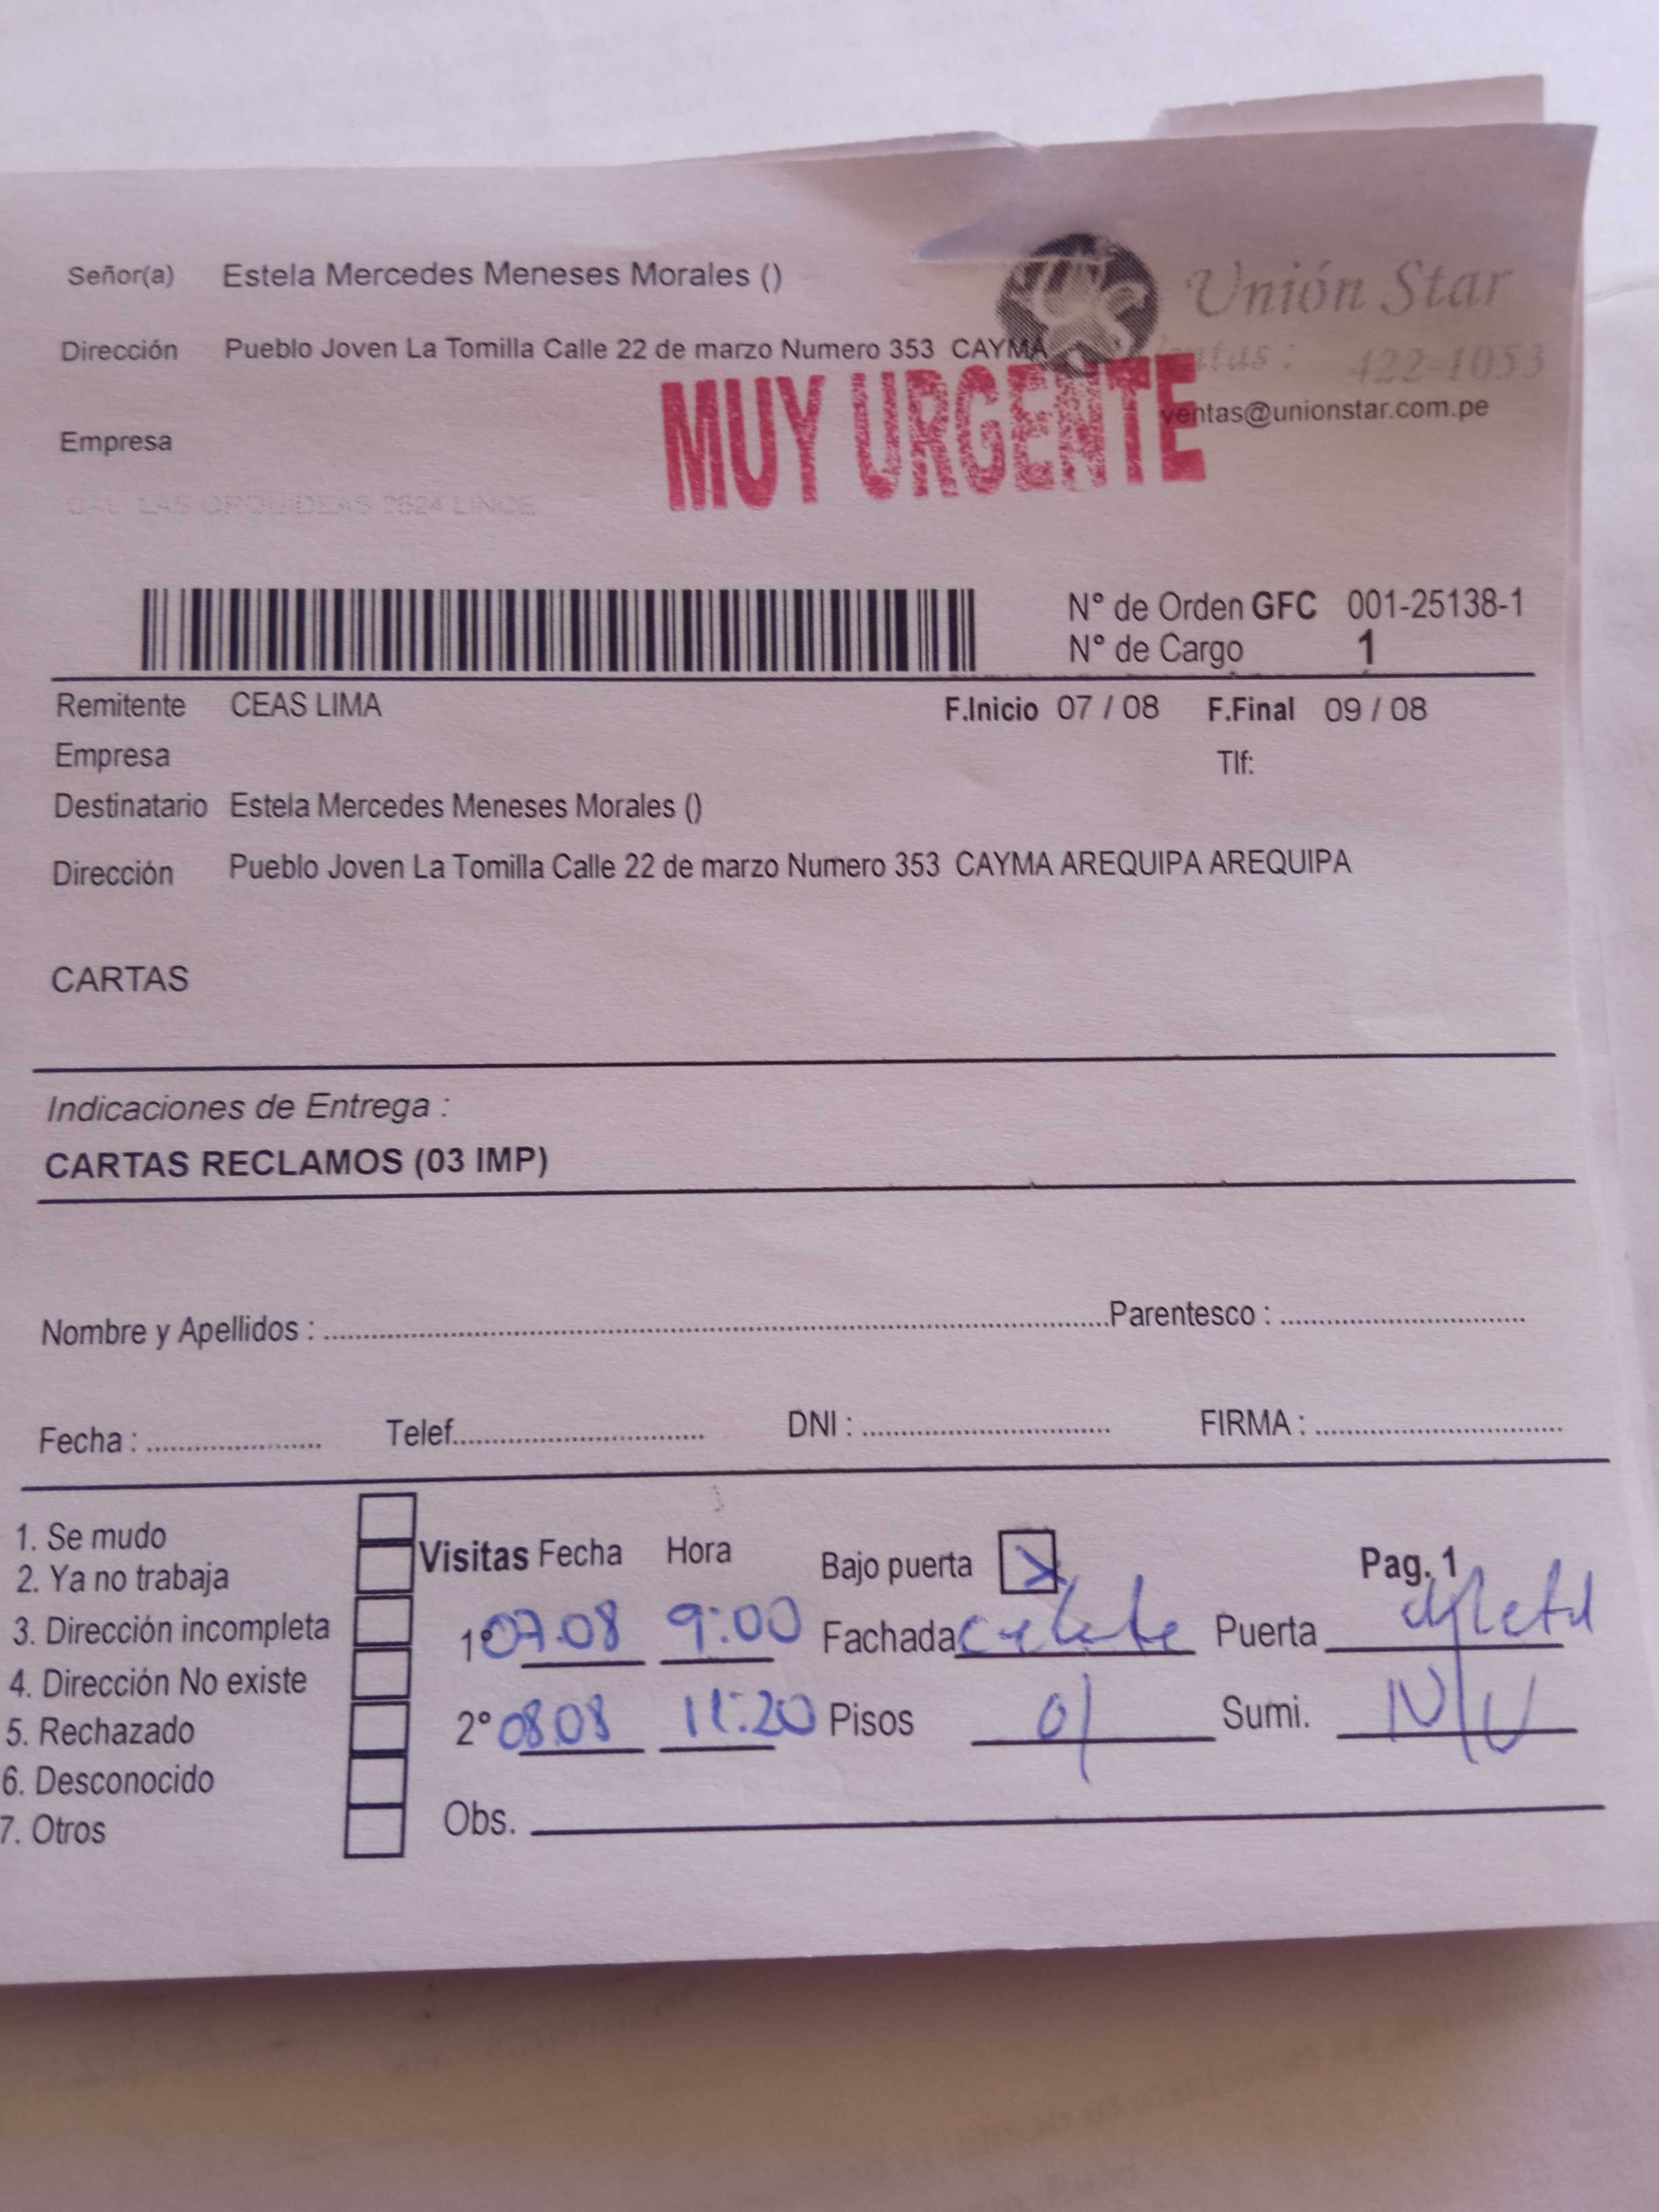 Señor(a) Estela Mercedes Meneses Morales ()
Unión Star
Dirección Pueblo Joven La Tomilla Calle 22 de marzo Numero 353 CAYMA
422-1053
MUY URGENTE
ventas@unionstar.com.pe
Empresa
LAS ORQUIDEAS 2624 LINCE
N° de Orden GFC 001-25138-1
N° de Cargo 1
Remitente CEAS LIMA F.Inicio 07 / 08 F.Final 09 / 08
Empresa Tlf:
Destinatario Estela Mercedes Meneses Morales ()
Dirección Pueblo Joven La Tomilla Calle 22 de marzo Numero 353 CAYMA AREQUIPA AREQUIPA
CARTAS
Indicaciones de Entrega :
CARTAS RECLAMOS (03 IMP)
Nombre y Apellidos : Parentesco :
Fecha : Telef. DNI : FIRMA :
1. Se mudo
2. Ya no trabaja
3. Dirección incompleta
4. Dirección No existe
5. Rechazado
6. Desconocido
7. Otros
Visitas Fecha Hora Bajo puerta X Pag. 1
1° 07.08 9:00 Fachada celeste Puerta
2° 08.08 11:20 Pisos 01 Sumi. N/V
Obs.